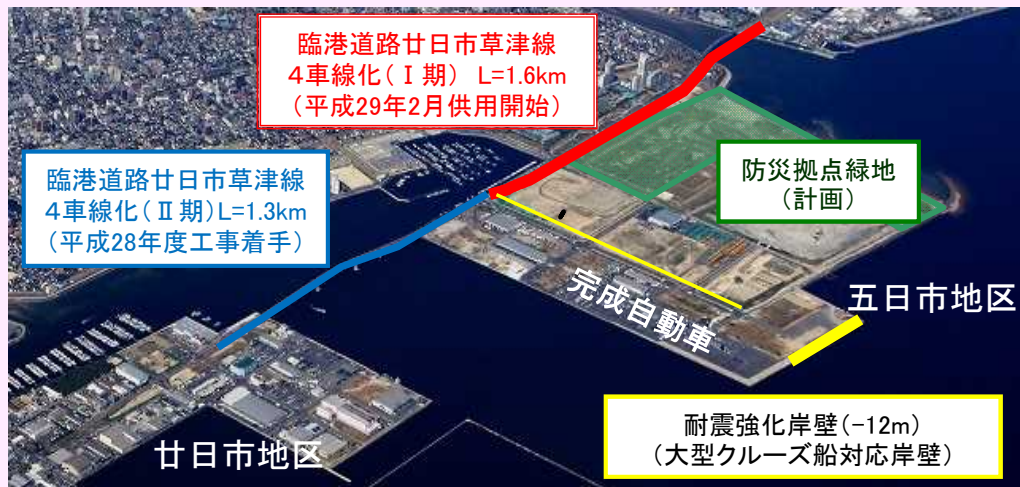 臨港道路廿日市草津線
4車線化(Ⅰ期) L=1.6km
(平成29年2月供用開始)
臨港道路廿日市草津線
4車線化(Ⅱ期)L=1.3km
(平成28年度工事着手)
防災拠点緑地
(計画)
完成自動車
五日市地区
耐震強化岸壁(-12m)
(大型クルーズ船対応岸壁)
廿日市地区